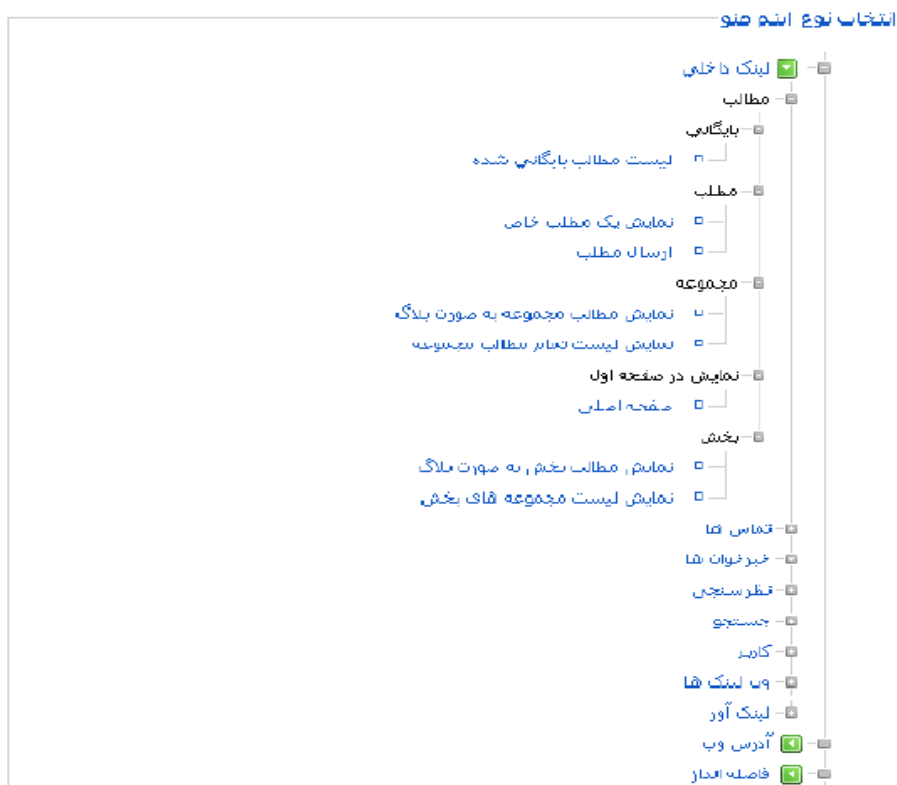 انتخاب نوع آیتم منو
لینک داخلی
مطالب
بایگانی
لیست مطالب بایگانی شده
مطلب
نمایش یک مطلب خاص
ارسال مطلب
مجموعه
نمایش مطالب مجموعه به صورت بلاگ
نمایش لیست تمام مطالب مجموعه
نمایش در صفحه اول
صفحه اصلی
بخش
نمایش مطالب بخش به صورت بلاگ
نمایش لیست مجموعه های بخش
تماس ها
خبرخوان ها
نظرسنجی
جستجو
کاربر
وب لینک ها
لینک آور
آدرس وب
فاصله انداز